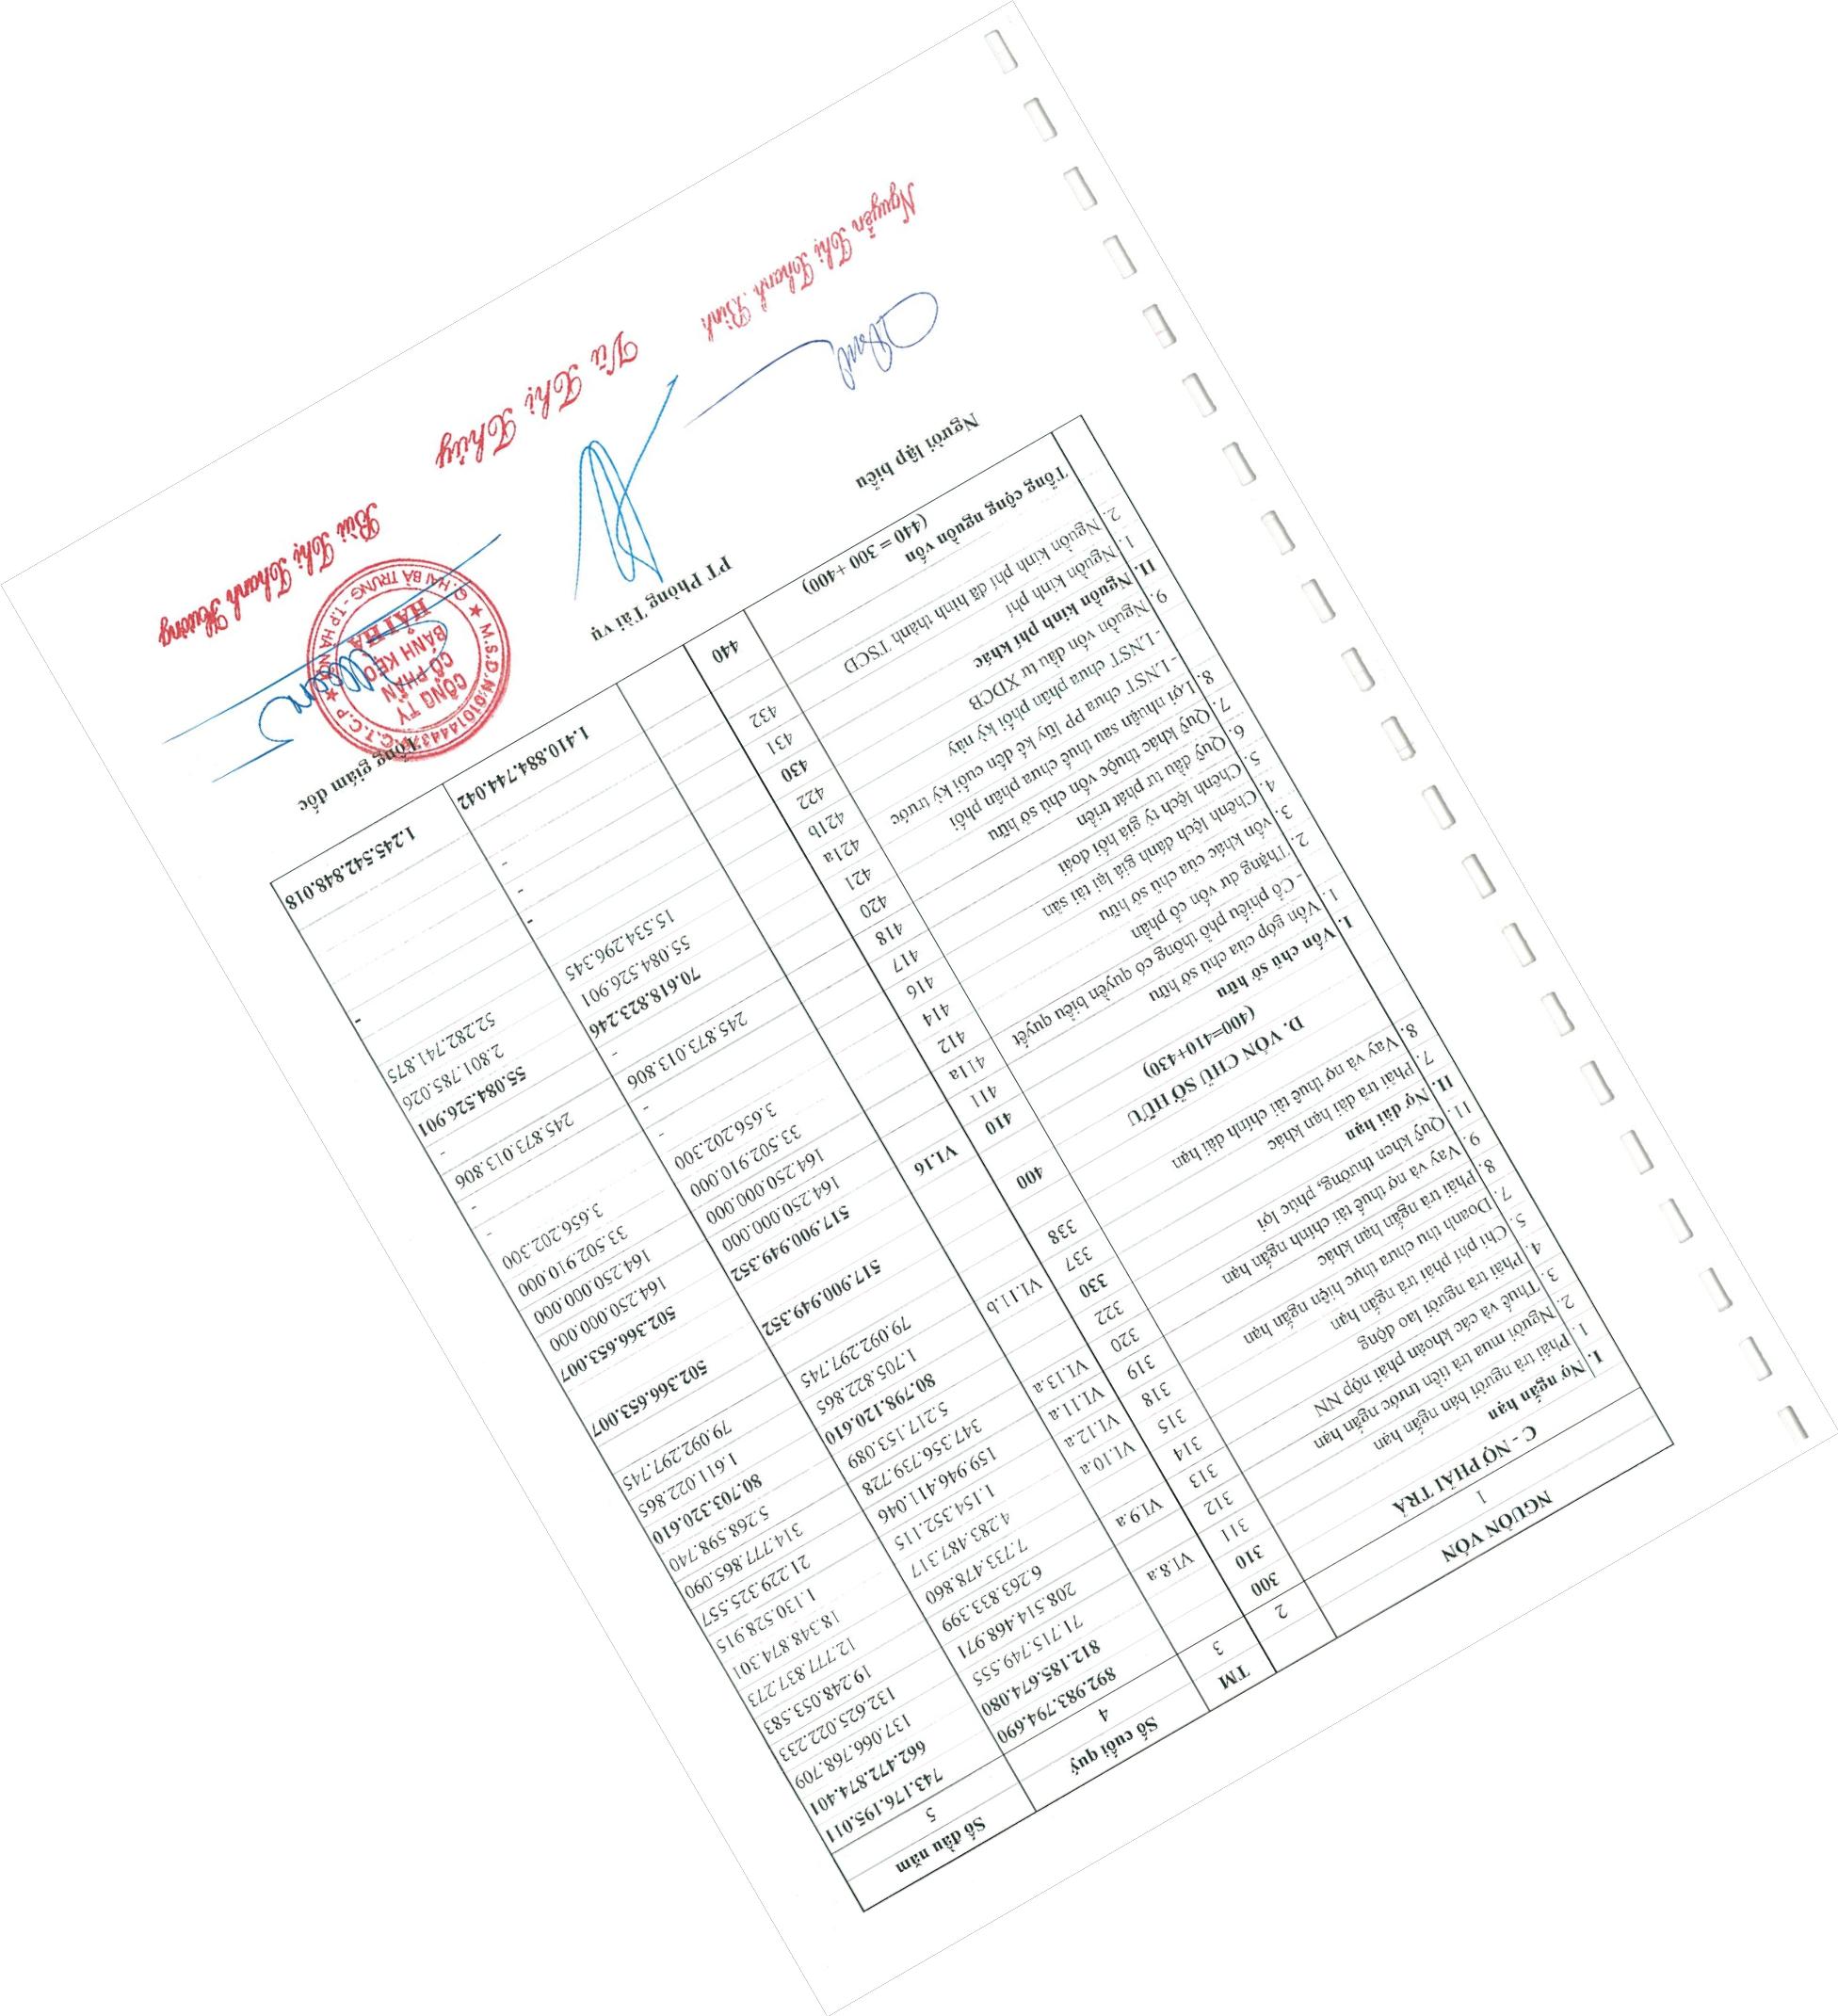 NGUỒN VỐN TM Số cuối quý Số đầu năm
1 2 3 4 5
C - NỢ PHẢI TRẢ 300 892.983.794.690 743.176.195.011
I. Nợ ngắn hạn 310 812.185.674.080 662.472.874.401
1. Phải trả người bán ngắn hạn 311 VI.8.a 71.715.749.555 137.066.768.709
2. Người mua trả tiền trước ngắn hạn 312 208.514.468.971 132.625.022.233
3. Thuế và các khoản phải nộp NN 313 VI.9.a 6.263.833.399 19.248.053.583
4. Phải trả người lao động 314 7.733.478.860 12.777.837.273
5. Chi phí phải trả ngắn hạn 315 VI.10.a 4.283.487.317 18.348.874.301
7. Doanh thu chưa thực hiện ngắn hạn 318 VI.12.a 1.154.352.115 1.130.528.915
8. Phải trả ngắn hạn khác 319 VI.11.a 159.946.411.046 21.229.325.557
9. Vay và nợ thuê tài chính ngắn hạn 320 VI.13.a 347.356.739.728 314.777.865.090
11. Quỹ khen thưởng, phúc lợi 322 5.217.153.089 5.268.598.740
II. Nợ dài hạn 330 80.798.120.610 80.703.320.610
7. Phải trả dài hạn khác 337 VI.11.b 1.705.822.865 1.611.022.865
8. Vay và nợ thuê tài chính dài hạn 338 79.092.297.745 79.092.297.745
D. VỐN CHỦ SỞ HỮU 400 517.900.949.352 502.366.653.007
(400=410+430)
I. Vốn chủ sở hữu 410 VI.16 517.900.949.352 502.366.653.007
1. Vốn góp của chủ sở hữu 411 164.250.000.000 164.250.000.000
- Cổ phiếu phổ thông có quyền biểu quyết 411a 164.250.000.000 164.250.000.000
2. Thặng dư vốn cổ phần 412 33.502.910.000 33.502.910.000
3. vốn khác của chủ sở hữu 414 3.656.202.300 3.656.202.300
4. Chênh lệch đánh giá lại tài sản 416 - -
5. Chênh lệch tỷ giá hối đoái 417 - -
6. Quỹ đầu tư phát triển 418 245.873.013.806 245.873.013.806
7. Quỹ khác thuộc vốn chủ sở hữu 420 - -
8. Lợi nhuận sau thuế chưa phân phối 421 70.618.823.246 55.084.526.901
- LNST chưa PP lũy kế đến cuối kỳ trước 421a 55.084.526.901 2.801.785.026
- LNST chưa phân phối kỳ này 421b 15.534.296.345 52.282.741.875
9. Nguồn vốn đầu tư XDCB 422
II. Nguồn kinh phí khác 430 - -
1. Nguồn kinh phí 431 -
2. Nguồn kinh phí đã hình thành TSCD 432 -
Tổng cộng nguồn vốn 440 1.410.884.744.042 1.245.542.848.018
(440 = 300 +400)
Người lập biểu PT Phòng Tài vụ Tổng giám đốc
CÔNG TY
CỔ PHẦN
BÁNH KẸO
HẢI HÀ
Q. HAI BÀ TRƯNG - T.P HÀ NỘI
Nguyễn Thị Thanh Bình Vũ Thị Thủy Bùi Thị Thanh Hương